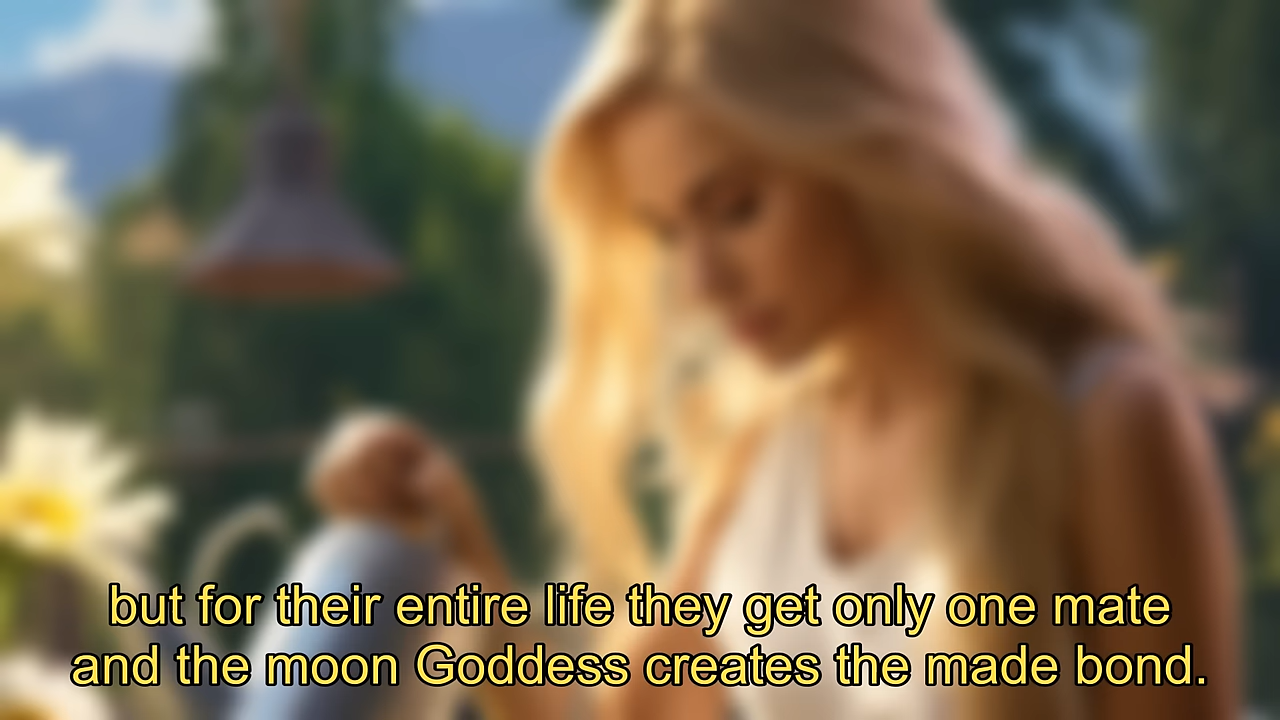 but for their entire life they get only one mate
and the moon Goddess creates the made bond.